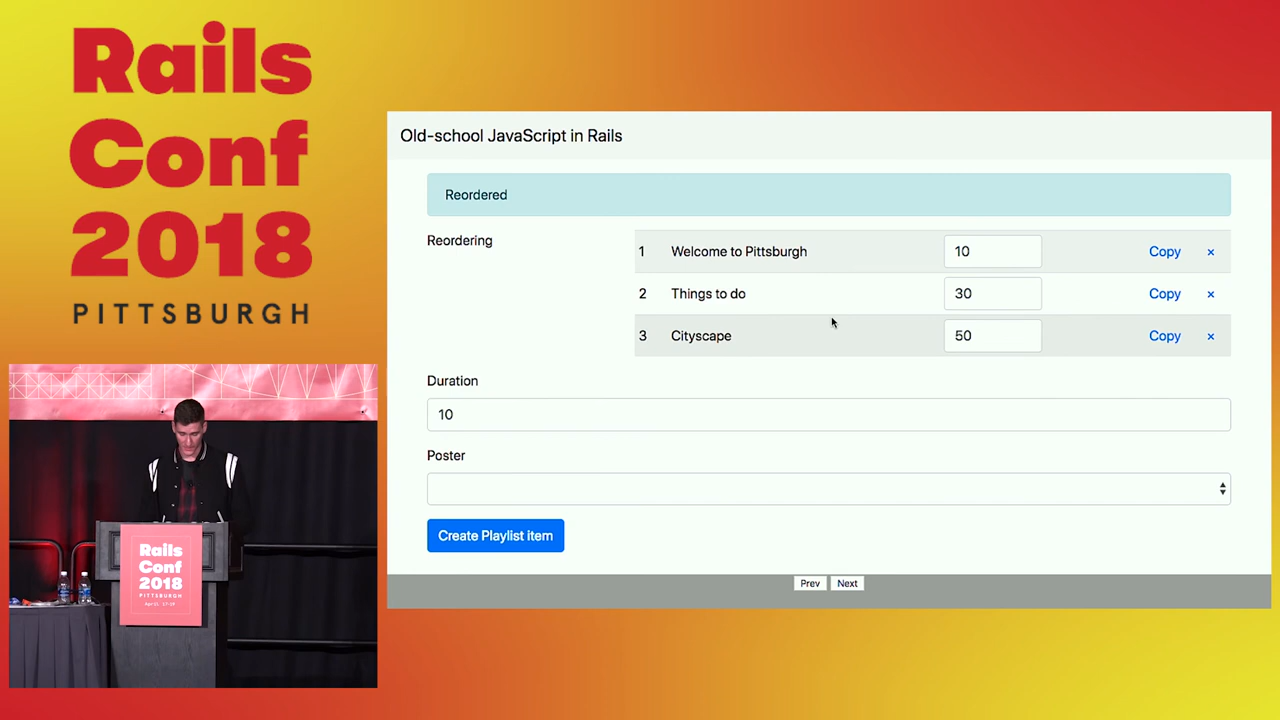 Rails
Conf
2018
PITTSBURGH
Old-school JavaScript in Rails
Reordered
Reordering
1 Welcome to Pittsburgh 10 Copy ×
2 Things to do 30 Copy ×
3 Cityscape 50 Copy ×
Duration
10
Poster
Create Playlist item
Prev Next
Rails
Conf
2018
PITTSBURGH